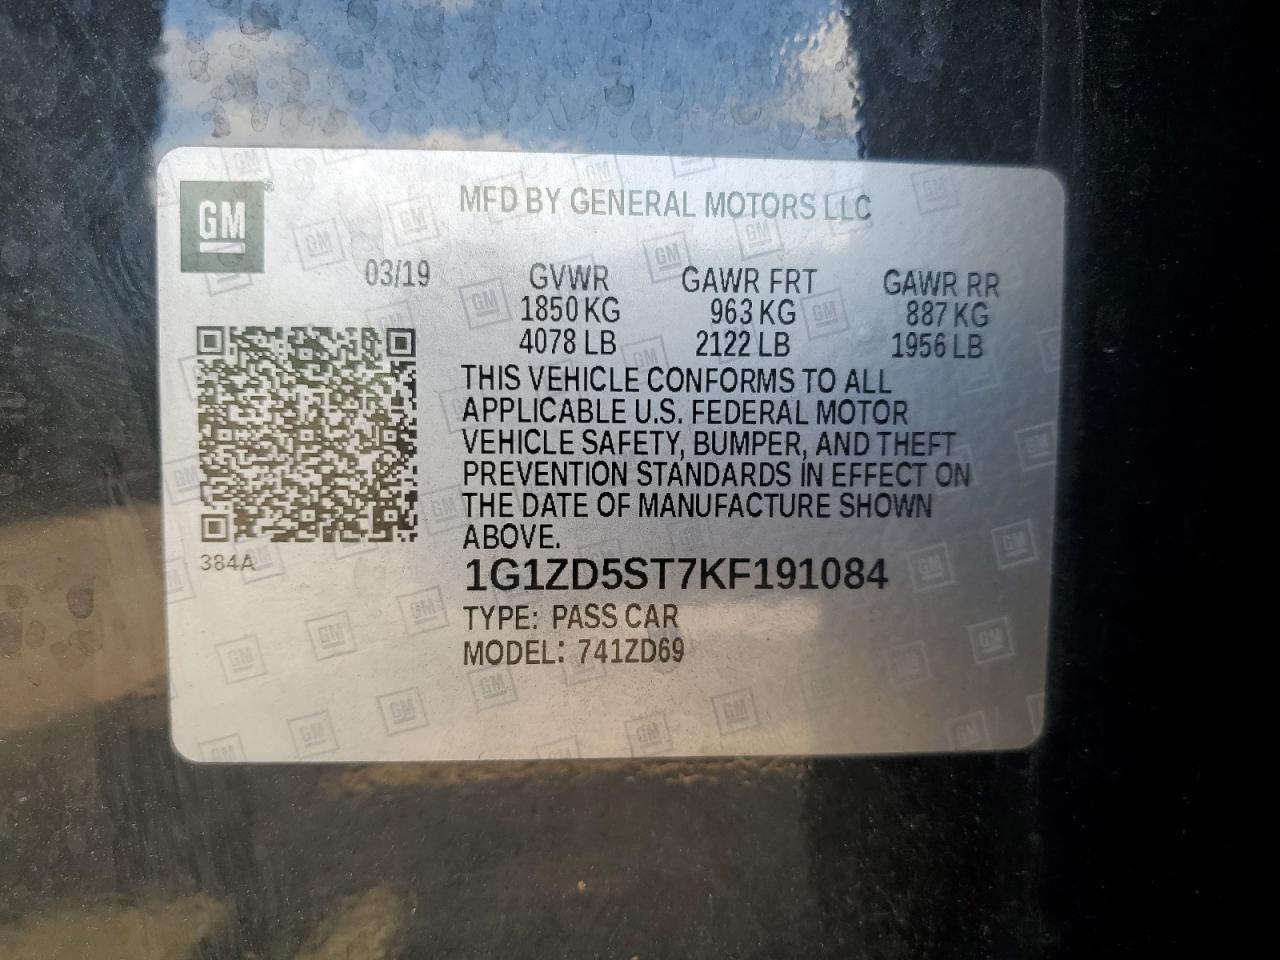 GM
MFD BY GENERAL MOTORS LLC
03/19 GVWR GAWR FRT GAWR RR
1850 KG 963 KG 887 KG
4078 LB 2122 LB 1956 LB
THIS VEHICLE CONFORMS TO ALL
APPLICABLE U.S. FEDERAL MOTOR
VEHICLE SAFETY, BUMPER, AND THEFT
PREVENTION STANDARDS IN EFFECT ON
THE DATE OF MANUFACTURE SHOWN
ABOVE.
384A
1G1ZD5ST7KF191084
TYPE: PASS CAR
MODEL: 741ZD69